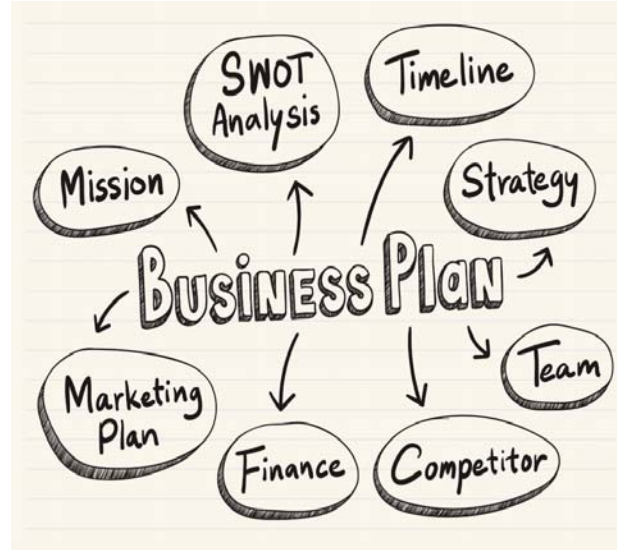 SWOT
Analysis
Timeline
Mission
Strategy
Business Plan
Team
Marketing
Plan
Finance
Competitor